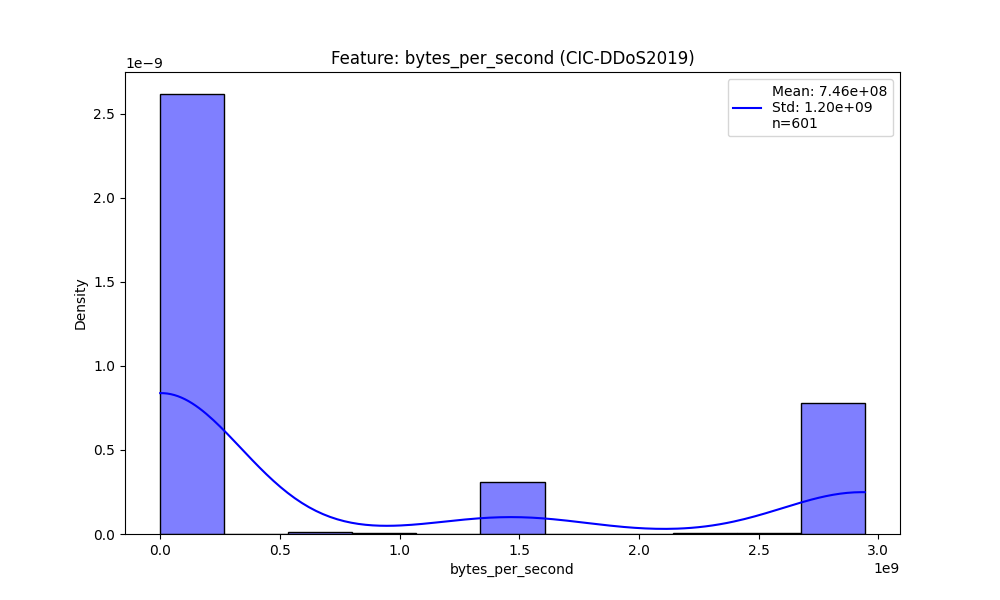 Feature: bytes_per_second (CIC-DDoS2019)
1e−9
Mean: 7.46e+08
Std: 1.20e+09
n=601
2.5
2.0
1.5
1.0
0.5
0.0
Density
0.0 0.5 1.0 1.5 2.0 2.5 3.0
bytes_per_second
1e9